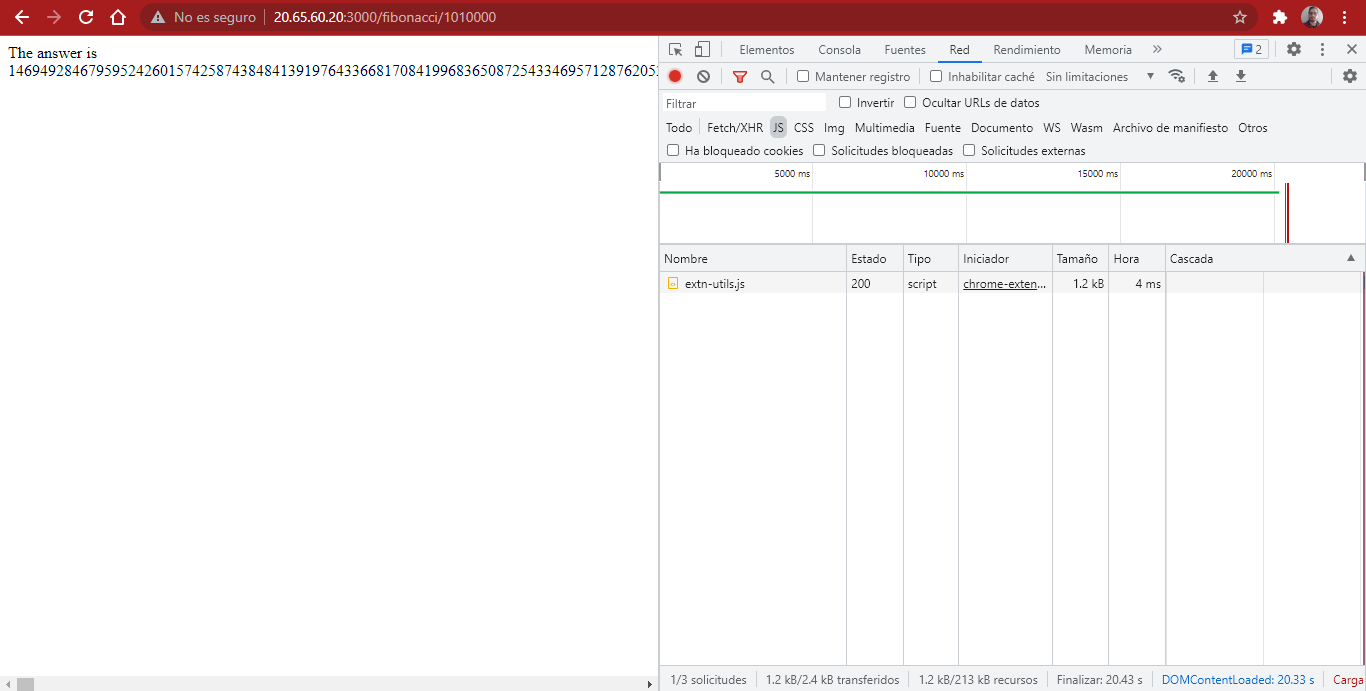 No es seguro 20.65.60.20:3000/fibonacci/1010000
The answer is
Elementos Consola Fuentes Red Rendimiento Memoria » 2
Mantener registro Inhabilitar caché Sin limitaciones
Filtrar Invertir Ocultar URLs de datos
Todo Fetch/XHR JS CSS Img Multimedia Fuente Documento WS Wasm Archivo de manifiesto Otros
Ha bloqueado cookies Solicitudes bloqueadas Solicitudes externas
5000 ms 10000 ms 15000 ms 20000 ms
Nombre Estado Tipo Iniciador Tamaño Hora Cascada
extn-utils.js 200 script chrome-exten... 1.2 kB 4 ms
1/3 solicitudes 1.2 kB/2.4 kB transferidos 1.2 kB/213 kB recursos Finalizar: 20.43 s DOMContentLoaded: 20.33 s Carga